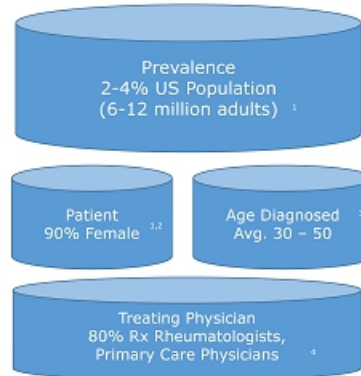 Prevalence
2-4% US Population
(6-12 million adults) 1
Patient
90% Female 1,2
Age Diagnosed
Avg. 30 – 50
Treating Physician
80% Rx Rheumatologists,
Primary Care Physicians 4